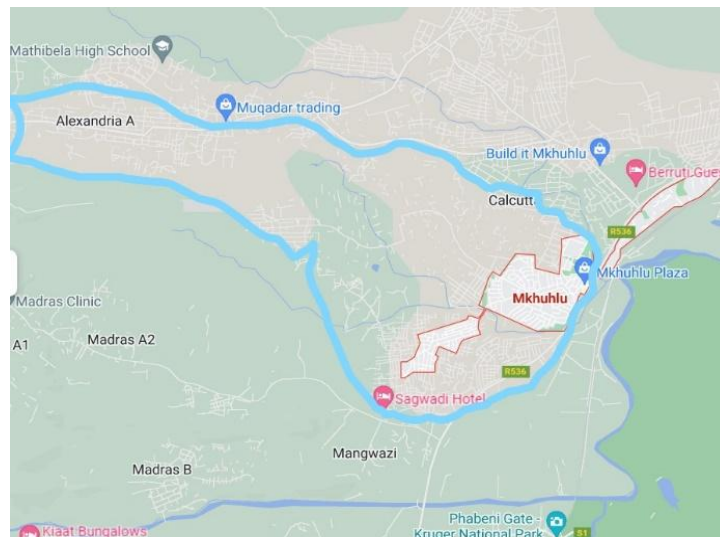 Mathibela High School
Muqadar trading
Alexandria A
Build it Mkhuhlu
Berruti Gue
Calcutt
R536
Mkhuhlu Plaza
Mkhuhlu
Madras Clinic
A1
Madras A2
R536
Sagwadi Hotel
Mangwazi
Madras B
Phabeni Gate -
Kruger National Park
S1
Kiaat Bungalows